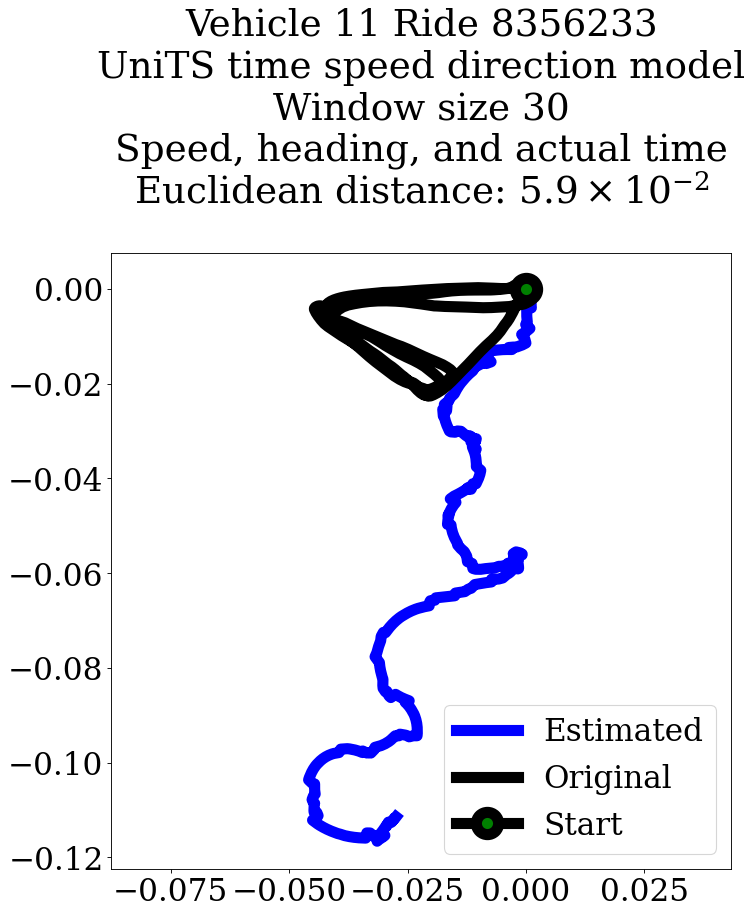 Vehicle 11 Ride 8356233
UniTS time speed direction model
Window size 30
Speed, heading, and actual time
Euclidean distance: 5.9 × 10⁻²
0.00
−0.02
−0.04
−0.06
−0.08
−0.10
−0.12
Estimated
Original
Start
−0.075 −0.050 −0.025 0.000 0.025